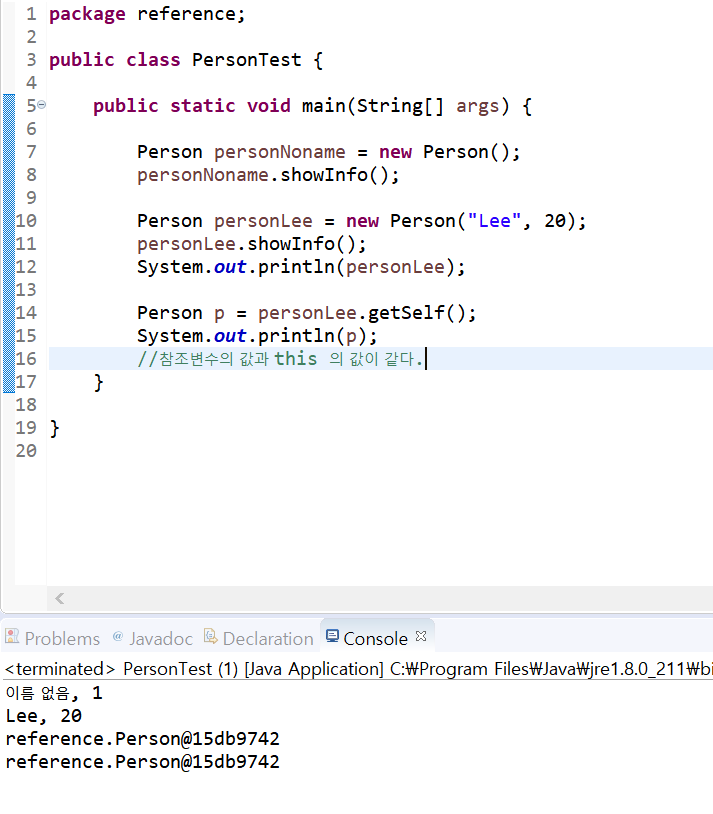 1 package reference;
2
3 public class PersonTest {
4
5 public static void main(String[] args) {
6
7 Person personNoname = new Person();
8 personNoname.showInfo();
9
10 Person personLee = new Person("Lee", 20);
11 personLee.showInfo();
12 System.out.println(personLee);
13
14 Person p = personLee.getSelf();
15 System.out.println(p);
16 //참조변수의 값과 this 의 값이 같다.
17 }
18
19 }
20
Problems @ Javadoc Declaration Console
<terminated> PersonTest (1) [Java Application] C:₩Program Files₩Java₩jre1.8.0_211₩bi
이름 없음, 1
Lee, 20
reference.Person@15db9742
reference.Person@15db9742